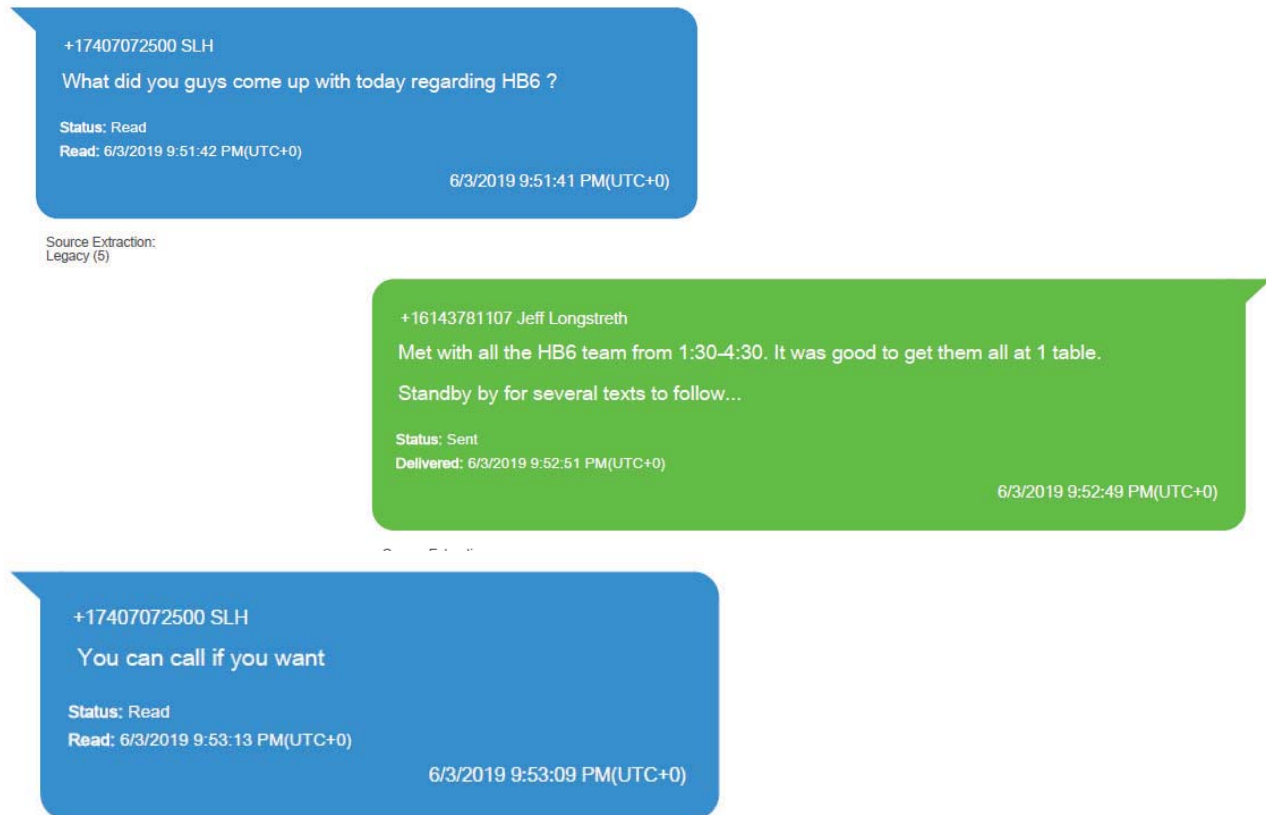 +17407072500 SLH
What did you guys come up with today regarding HB6 ?
Status: Read
Read: 6/3/2019 9:51:42 PM(UTC+0)
6/3/2019 9:51:41 PM(UTC+0)
Source Extraction:
Legacy (5)
+16143781107 Jeff Longstreth
Met with all the HB6 team from 1:30-4:30. It was good to get them all at 1 table.
Standby by for several texts to follow...
Status: Sent
Delivered: 6/3/2019 9:52:51 PM(UTC+0)
6/3/2019 9:52:49 PM(UTC+0)
+17407072500 SLH
You can call if you want
Status: Read
Read: 6/3/2019 9:53:13 PM(UTC+0)
6/3/2019 9:53:09 PM(UTC+0)